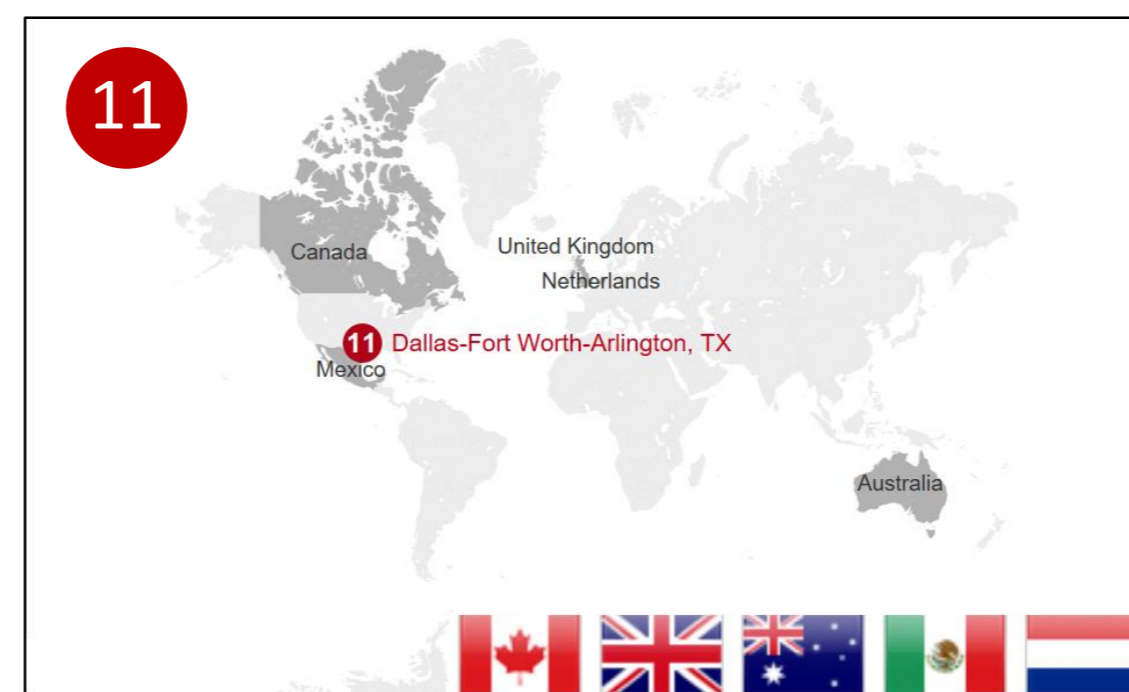 11
Canada
United Kingdom
Netherlands
11 Dallas-Fort Worth-Arlington, TX
Mexico
Australia